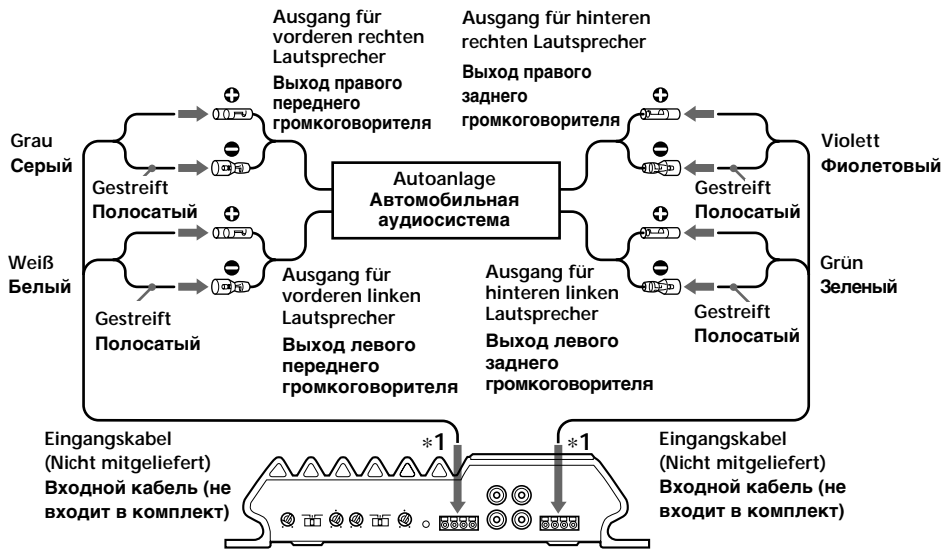 Ausgang für
vorderen rechten
Lautsprecher
Выход правого
переднего
громкоговорителя
Ausgang für hinteren
rechten Lautsprecher
Выход правого
заднего
громкоговорителя
Grau
Серый
Gestreift
Полосатый
Autoanlage
Автомобильная
аудиосистема
Violett
Фиолетовый
Gestreift
Полосатый
Weiß
Белый
Gestreift
Полосатый
Ausgang für
vorderen linken
Lautsprecher
Выход левого
переднего
громкоговорителя
Ausgang für
hinteren linken
Lautsprecher
Выход левого
заднего
громкоговорителя
Grün
Зеленый
Gestreift
Полосатый
Eingangskabel
(Nicht mitgeliefert)
Входной кабель (не
входит в комплект)
*1
*1
Eingangskabel
(Nicht mitgeliefert)
Входной кабель (не
входит в комплект)